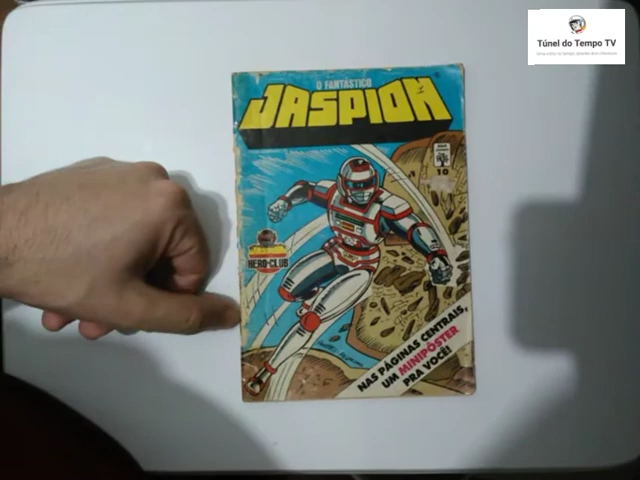 Túnel do Tempo TV
O FANTÁSTICO
JASPION
10
HERO-CLUB
NAS PÁGINAS CENTRAIS,
UM MINIPÔSTER
PRA VOCÊ!